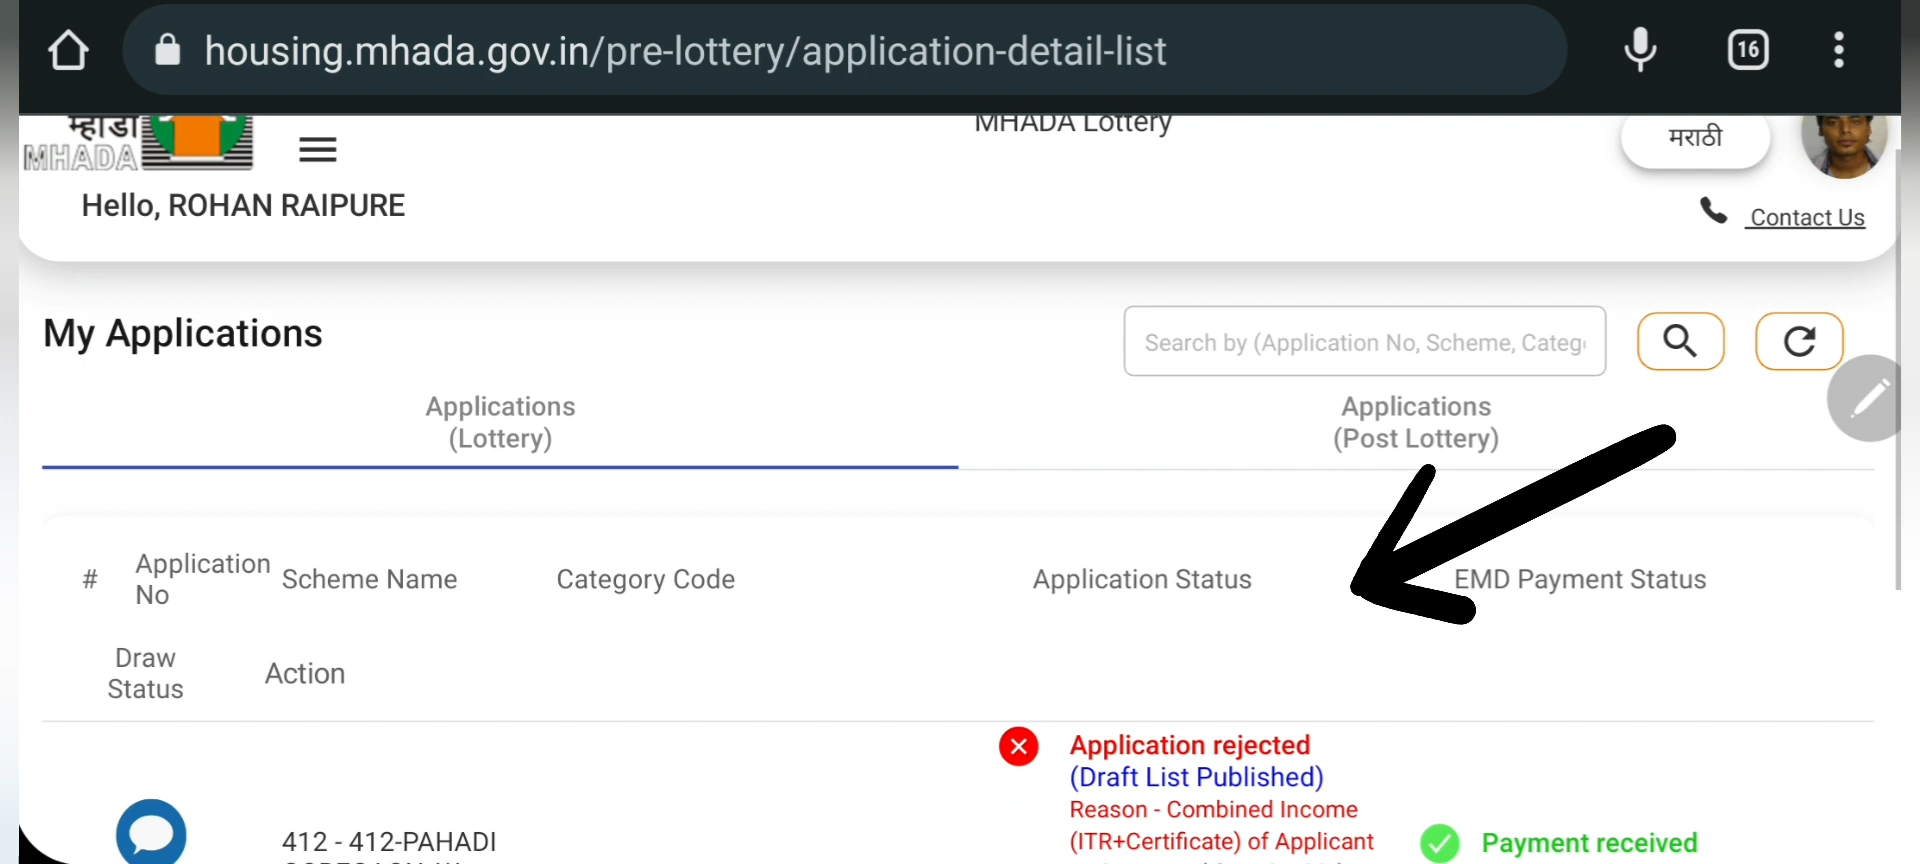 housing.mhada.gov.in/pre-lottery/application-detail-list
16
म्हाडा
MHADA
MHADA Lottery
मराठी
Hello, ROHAN RAIPURE
Contact Us
My Applications
Search by (Application No, Scheme, Catego
Applications
(Lottery)
Applications
(Post Lottery)
# Application No Scheme Name Category Code Application Status EMD Payment Status
Draw Status Action
Application rejected
(Draft List Published)
Reason - Combined Income
(ITR+Certificate) of Applicant
412 - 412-PAHADI
Payment received